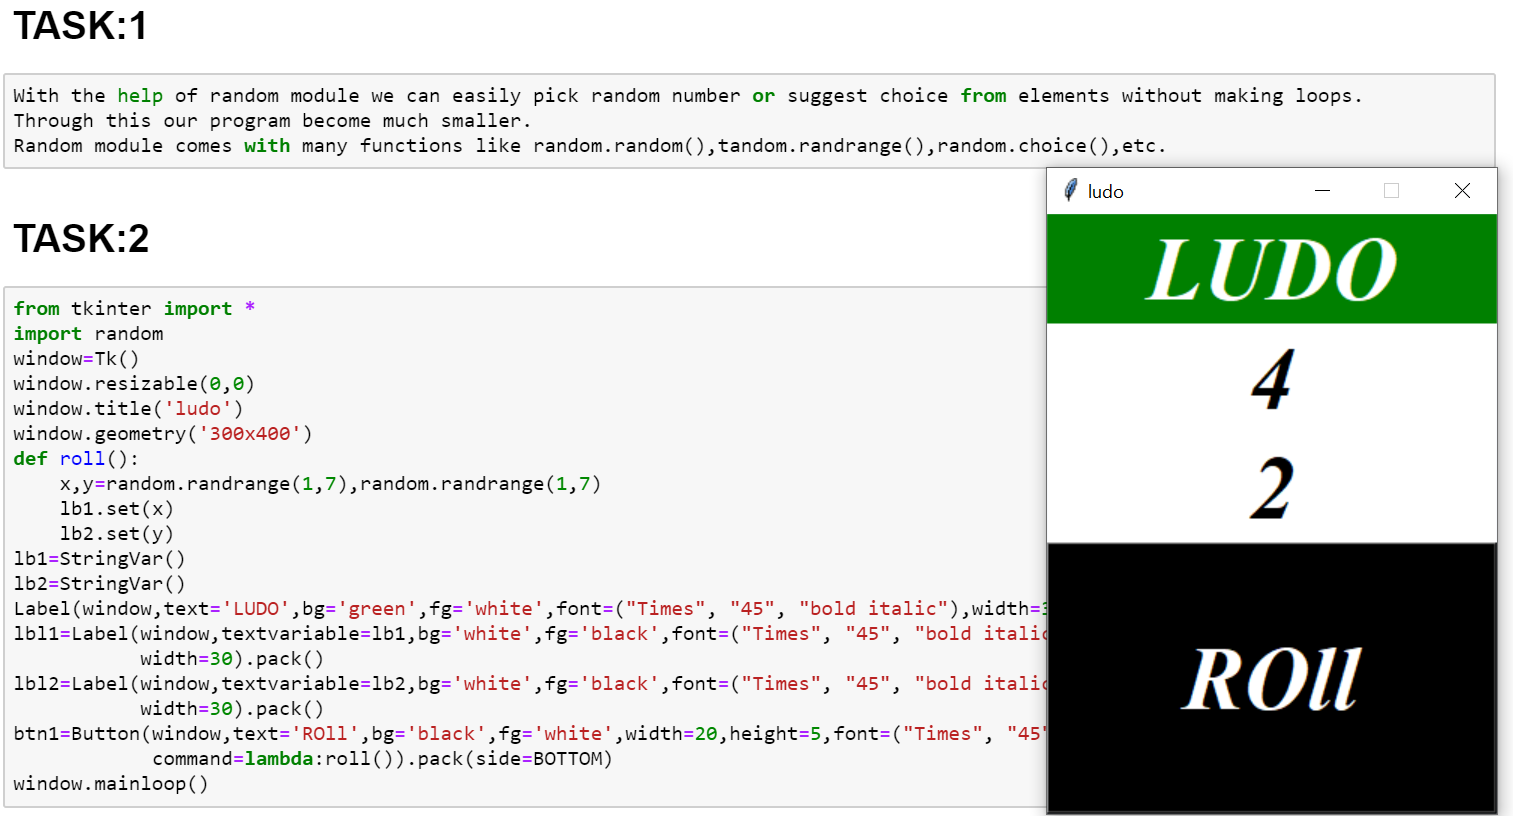 TASK:1
With the help of random module we can easily pick random number or suggest choice from elements without making loops.
Through this our program become much smaller.
Random module comes with many functions like random.random(),tandom.randrange(),random.choice(),etc.
TASK:2
from tkinter import *
import random
window=Tk()
window.resizable(0,0)
window.title('ludo')
window.geometry('300x400')
def roll():
    x,y=random.randrange(1,7),random.randrange(1,7)
    lb1.set(x)
    lb2.set(y)
lb1=StringVar()
lb2=StringVar()
Label(window,text='LUDO',bg='green',fg='white',font=("Times", "45", "bold italic"),width=
lbl1=Label(window,textvariable=lb1,bg='white',fg='black',font=("Times", "45", "bold italic
           width=30).pack()
lbl2=Label(window,textvariable=lb2,bg='white',fg='black',font=("Times", "45", "bold italic
           width=30).pack()
btn1=Button(window,text='ROll',bg='black',fg='white',width=20,height=5,font=("Times", "45"
            command=lambda:roll()).pack(side=BOTTOM)
window.mainloop()
ludo
LUDO
4
2
ROll